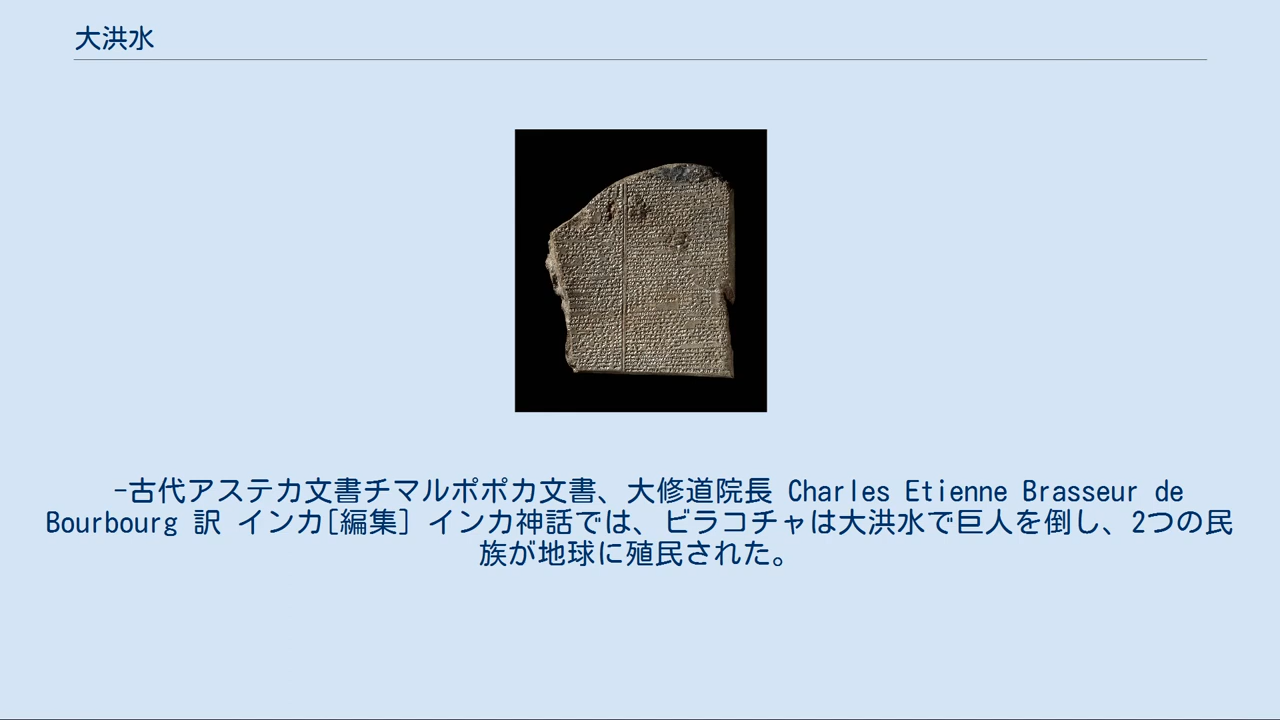 大洪水
-古代アステカ文書チマルポポカ文書、大修道院長 Charles Etienne Brasseur de
Bourbourg 訳 インカ[編集] インカ神話では、ビラコチャは大洪水で巨人を倒し、2つの民
族が地球に殖民された。